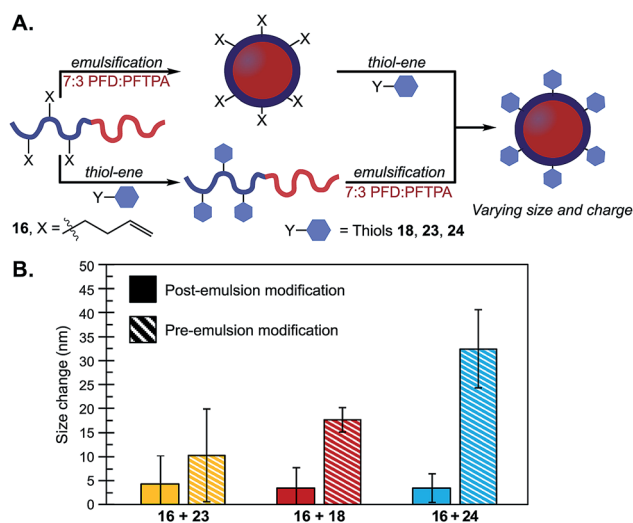 A.
emulsification
7:3 PFD:PFTPA
X
X
X
X
X
X
thiol-ene
Y
X
X
X
thiol-ene
Y
emulsification
7:3 PFD:PFTPA
Varying size and charge
16, X =
Y = Thiols 18, 23, 24
B.
Size change (nm)
50
45
40
35
30
25
20
15
10
5
0
Post-emulsion modification
Pre-emulsion modification
16 + 23
16 + 18
16 + 24